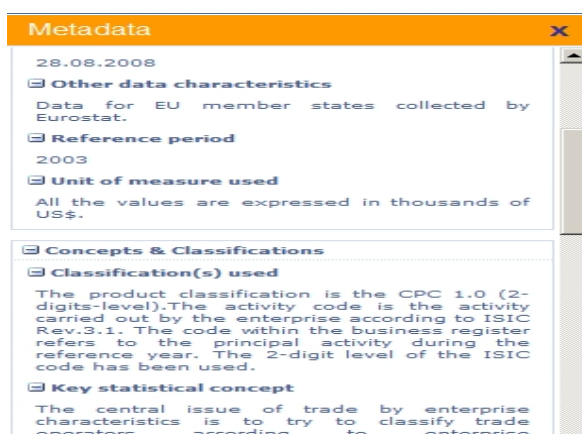 Metadata x
28.08.2008
Other data characteristics
Data for EU member states collected by
Eurostat.
Reference period
2003
Unit of measure used
All the values are expressed in thousands of
US$.
Concepts & Classifications
Classification(s) used
The product classification is the CPC 1.0 (2-
digits-level).The activity code is the activity
carried out by the enterprise according to ISIC
Rev.3.1. The code within the business register
refers to the principal activity during the
reference year. The 2-digit level of the ISIC
code has been used.
Key statistical concept
The central issue of trade by enterprise
characteristics is to try to classify trade
operators according to enterprise